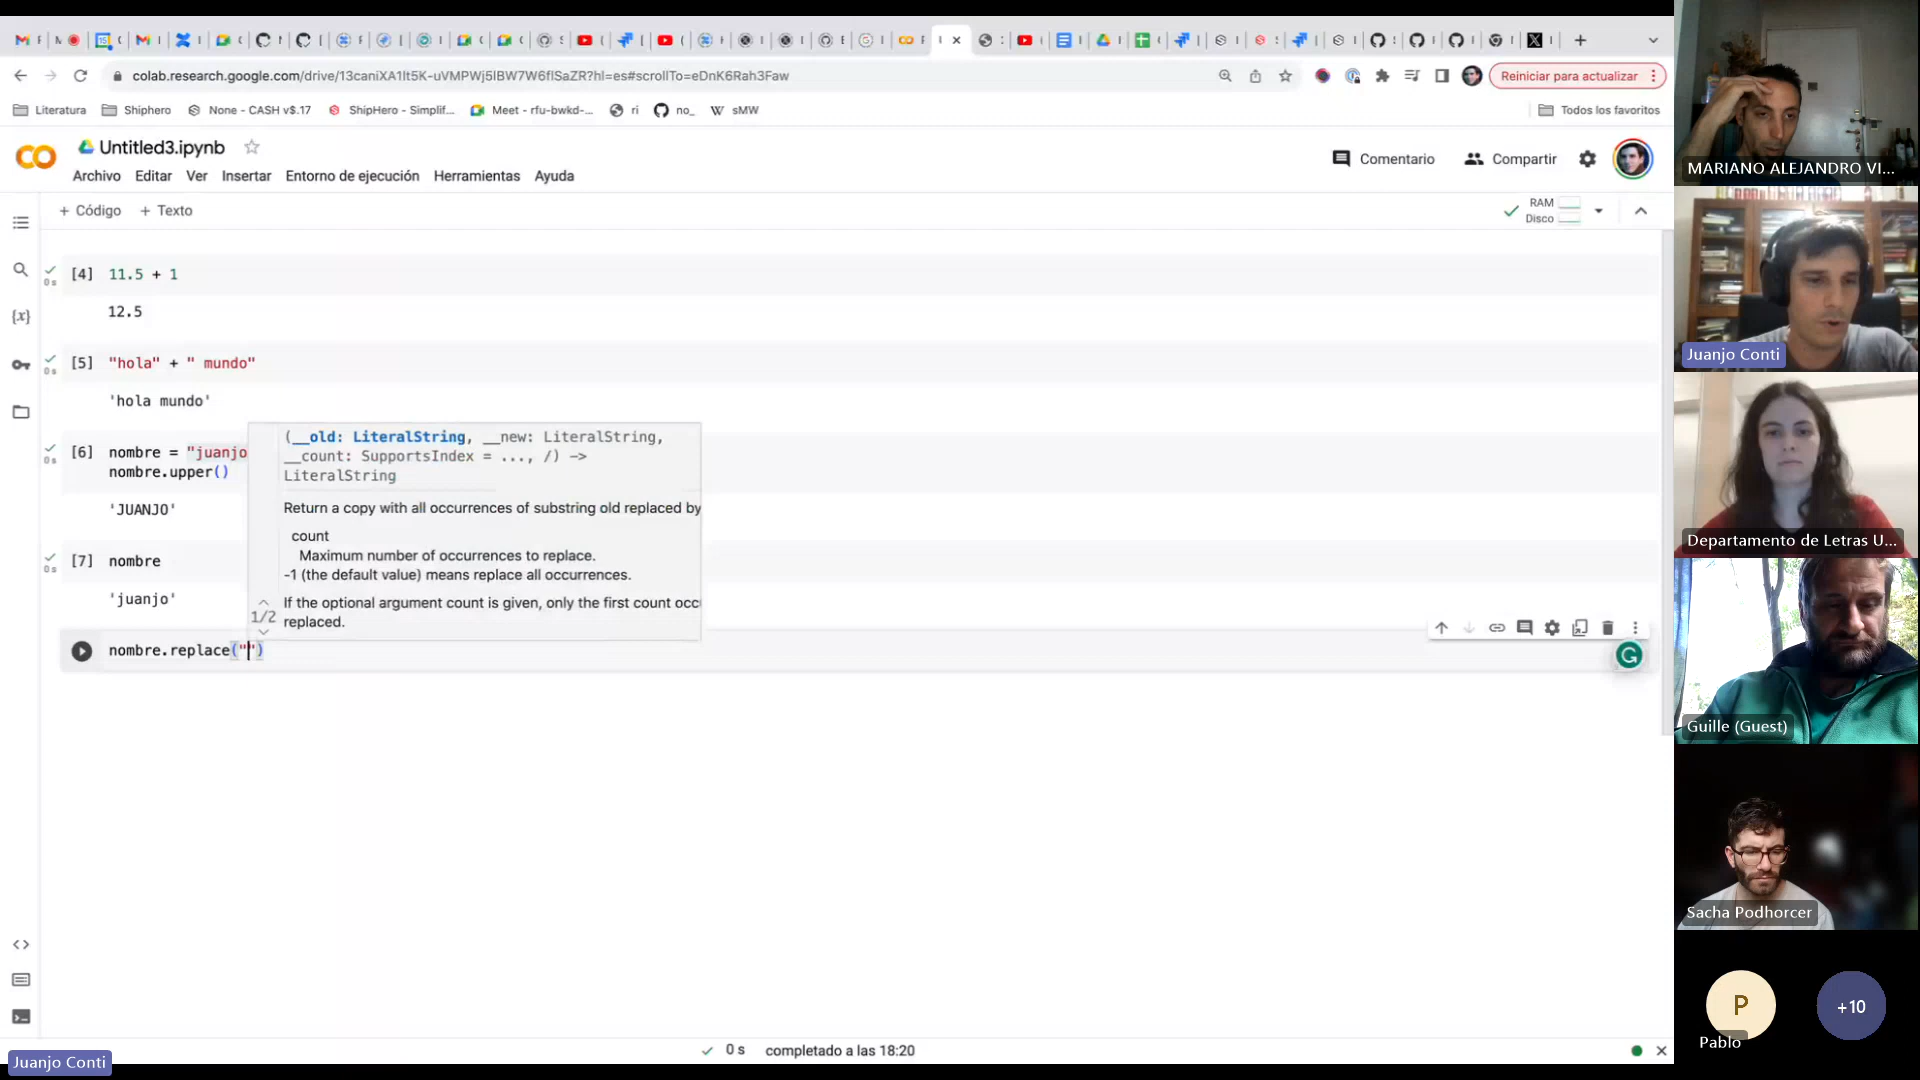 colab.research.google.com/drive/13caniXA1lt5K-uVMPWj5lBW7W6flSaZR?hl=es#scrollTo=eDnK6Rah3Faw
Reiniciar para actualizar
Literatura
Shiphero
None - CASH v$.17
ShipHero - Simplif...
Meet - rfu-bwkd-...
ri
no_
sMW
Todos los favoritos
Untitled3.ipynb
Comentario
Compartir
Archivo Editar Ver Insertar Entorno de ejecución Herramientas Ayuda
+ Código + Texto
RAM
Disco
[4] 11.5 + 1
0 s
12.5
[5] "hola" + " mundo"
0 s
'hola mundo'
[6] nombre = "juanjo
0 s
nombre.upper()
'JUANJO'
[7] nombre
0 s
'juanjo'
(__old: LiteralString, __new: LiteralString,
__count: SupportsIndex = ..., /) ->
LiteralString
Return a copy with all occurrences of substring old replaced by
count
Maximum number of occurrences to replace.
-1 (the default value) means replace all occurrences.
If the optional argument count is given, only the first count occ
replaced.
1/2
nombre.replace("")
0 s completado a las 18:20
Juanjo Conti
MARIANO ALEJANDRO VI...
Juanjo Conti
Departamento de Letras U...
Guille (Guest)
Sacha Podhorcer
P
Pablo
+10